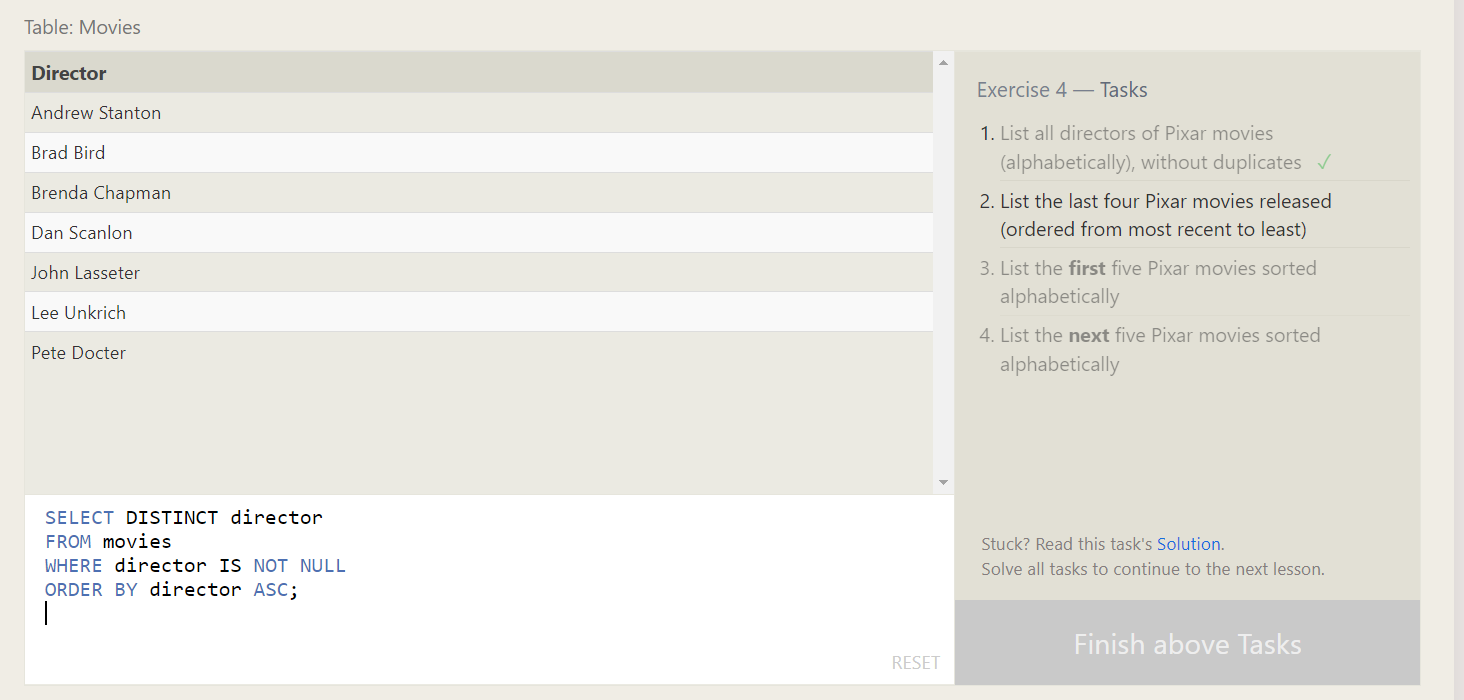 Table: Movies
Director
Andrew Stanton
Brad Bird
Brenda Chapman
Dan Scanlon
John Lasseter
Lee Unkrich
Pete Docter
SELECT DISTINCT director
FROM movies
WHERE director IS NOT NULL
ORDER BY director ASC;
RESET
Exercise 4 — Tasks
1. List all directors of Pixar movies
(alphabetically), without duplicates ✓
2. List the last four Pixar movies released
(ordered from most recent to least)
3. List the first five Pixar movies sorted
alphabetically
4. List the next five Pixar movies sorted
alphabetically
Stuck? Read this task's Solution.
Solve all tasks to continue to the next lesson.
Finish above Tasks